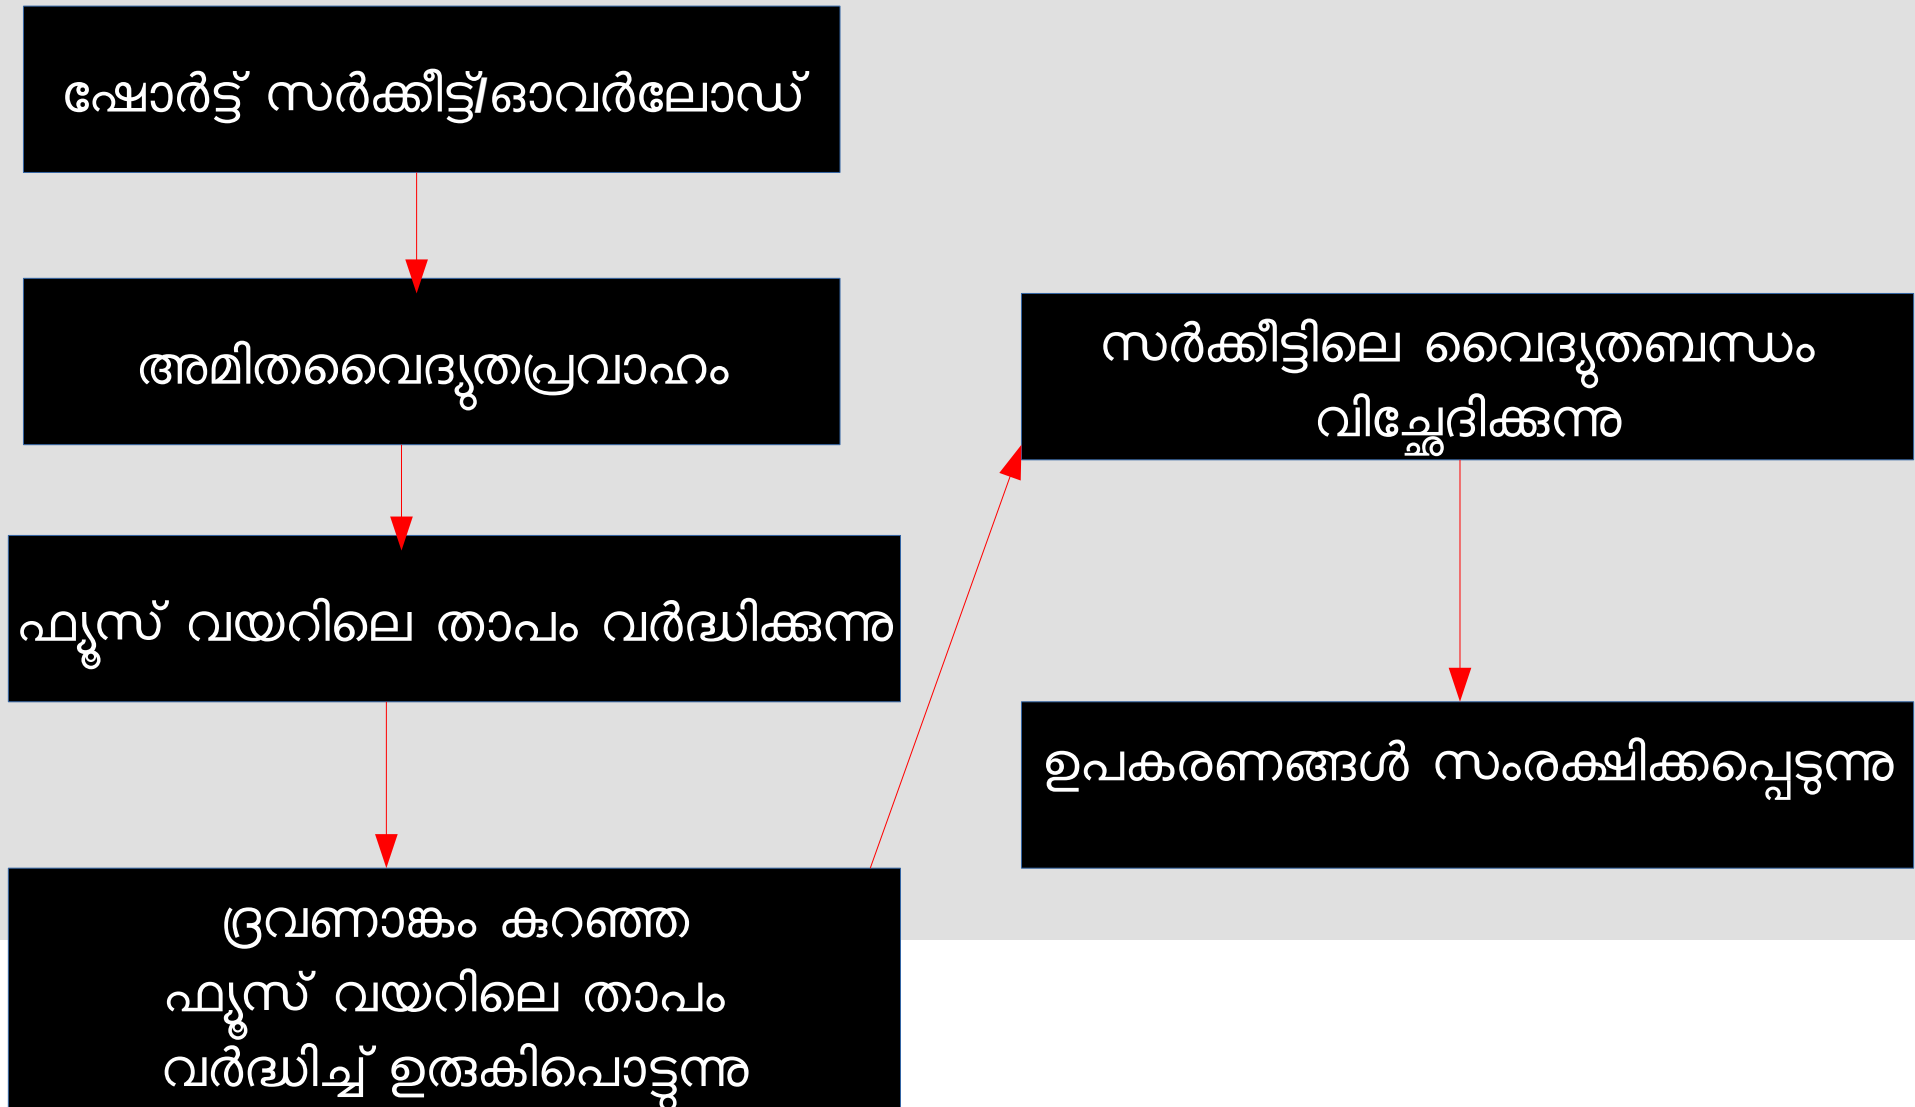 ഷോർട്ട് സർക്കീട്ട്/ഓവർലോഡ്
അമിതവൈദ്യുതപ്രവാഹം
ഫ്യൂസ് വയറിലെ താപം വർദ്ധിക്കുന്നു
ദ്രവണാങ്കം കുറഞ്ഞ
ഫ്യൂസ് വയറിലെ താപം
വർദ്ധിച്ച് ഉരുകിപൊട്ടുന്നു
സർക്കീട്ടിലെ വൈദ്യുതബന്ധം
വിച്ഛേദിക്കുന്നു
ഉപകരണങ്ങൾ സംരക്ഷിക്കപ്പെടുന്നു